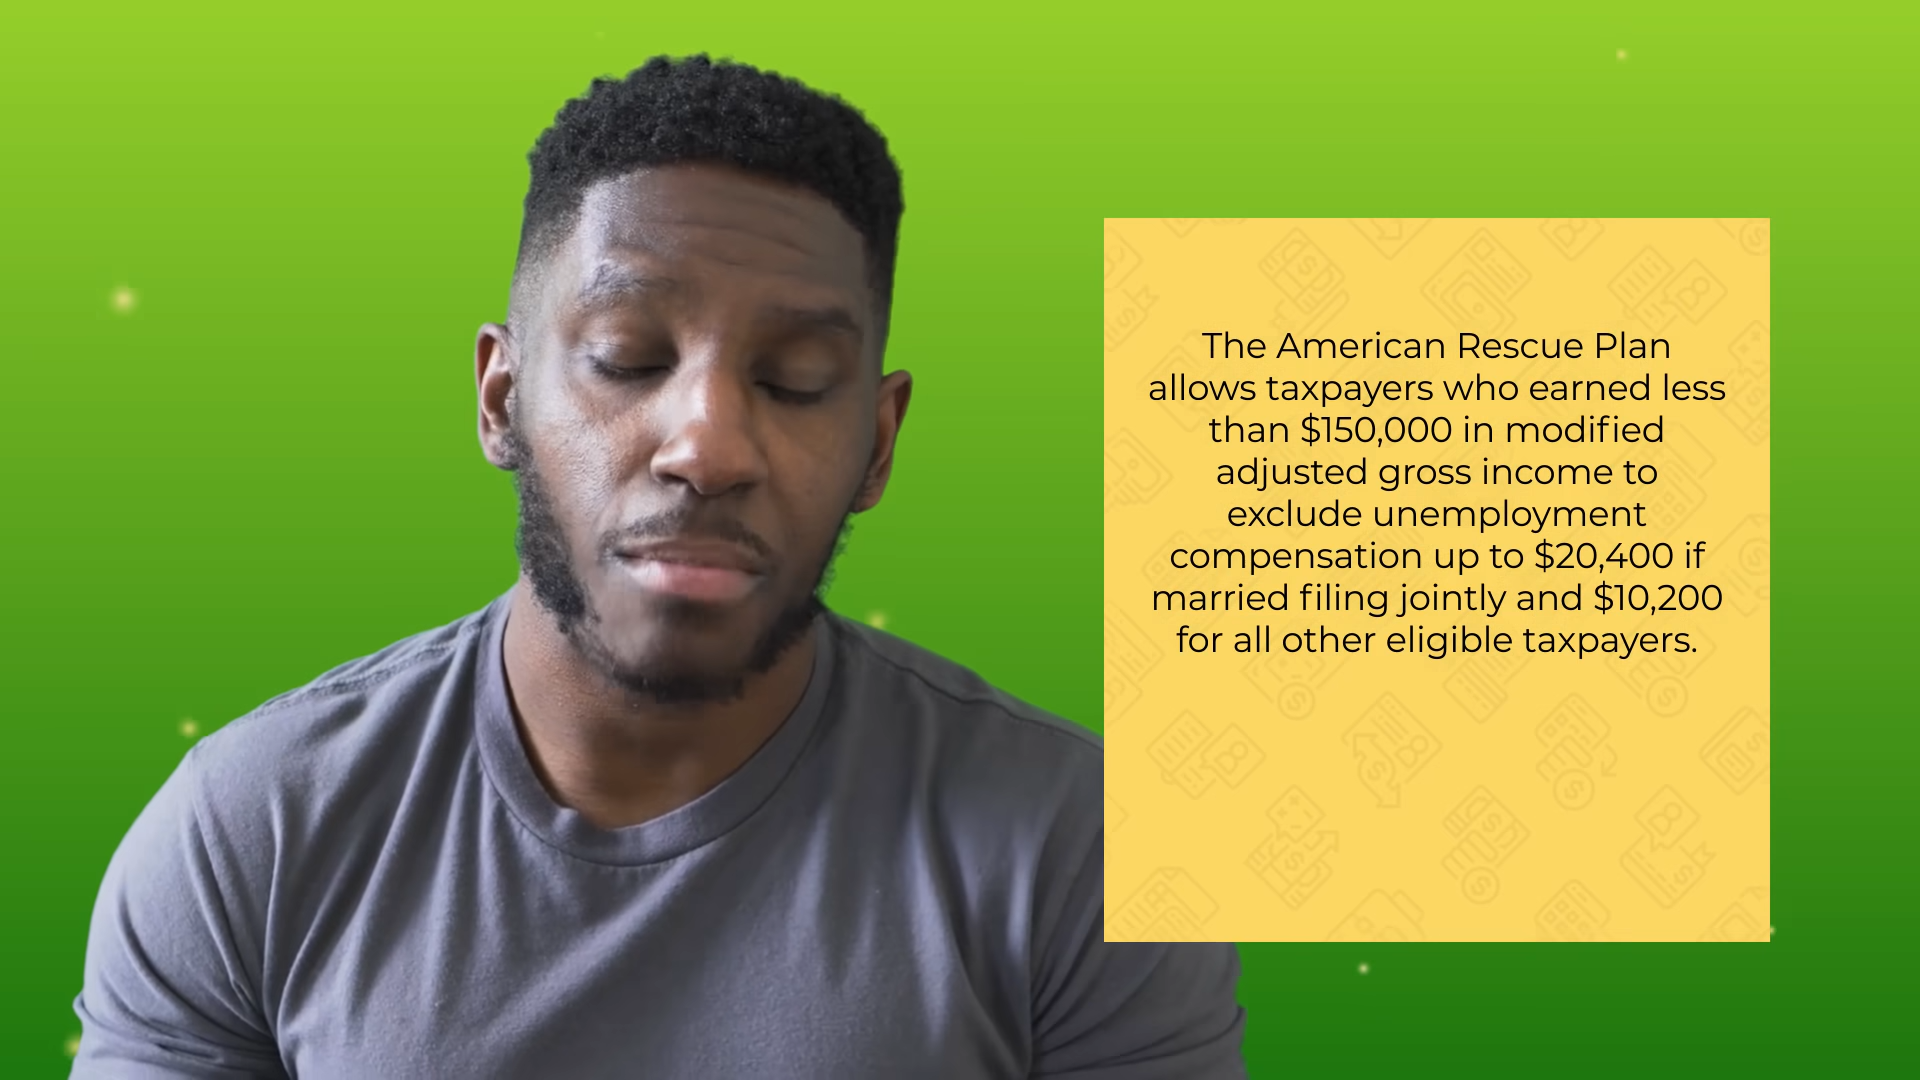 The American Rescue Plan
allows taxpayers who earned less
than $150,000 in modified
adjusted gross income to
exclude unemployment
compensation up to $20,400 if
married filing jointly and $10,200
for all other eligible taxpayers.